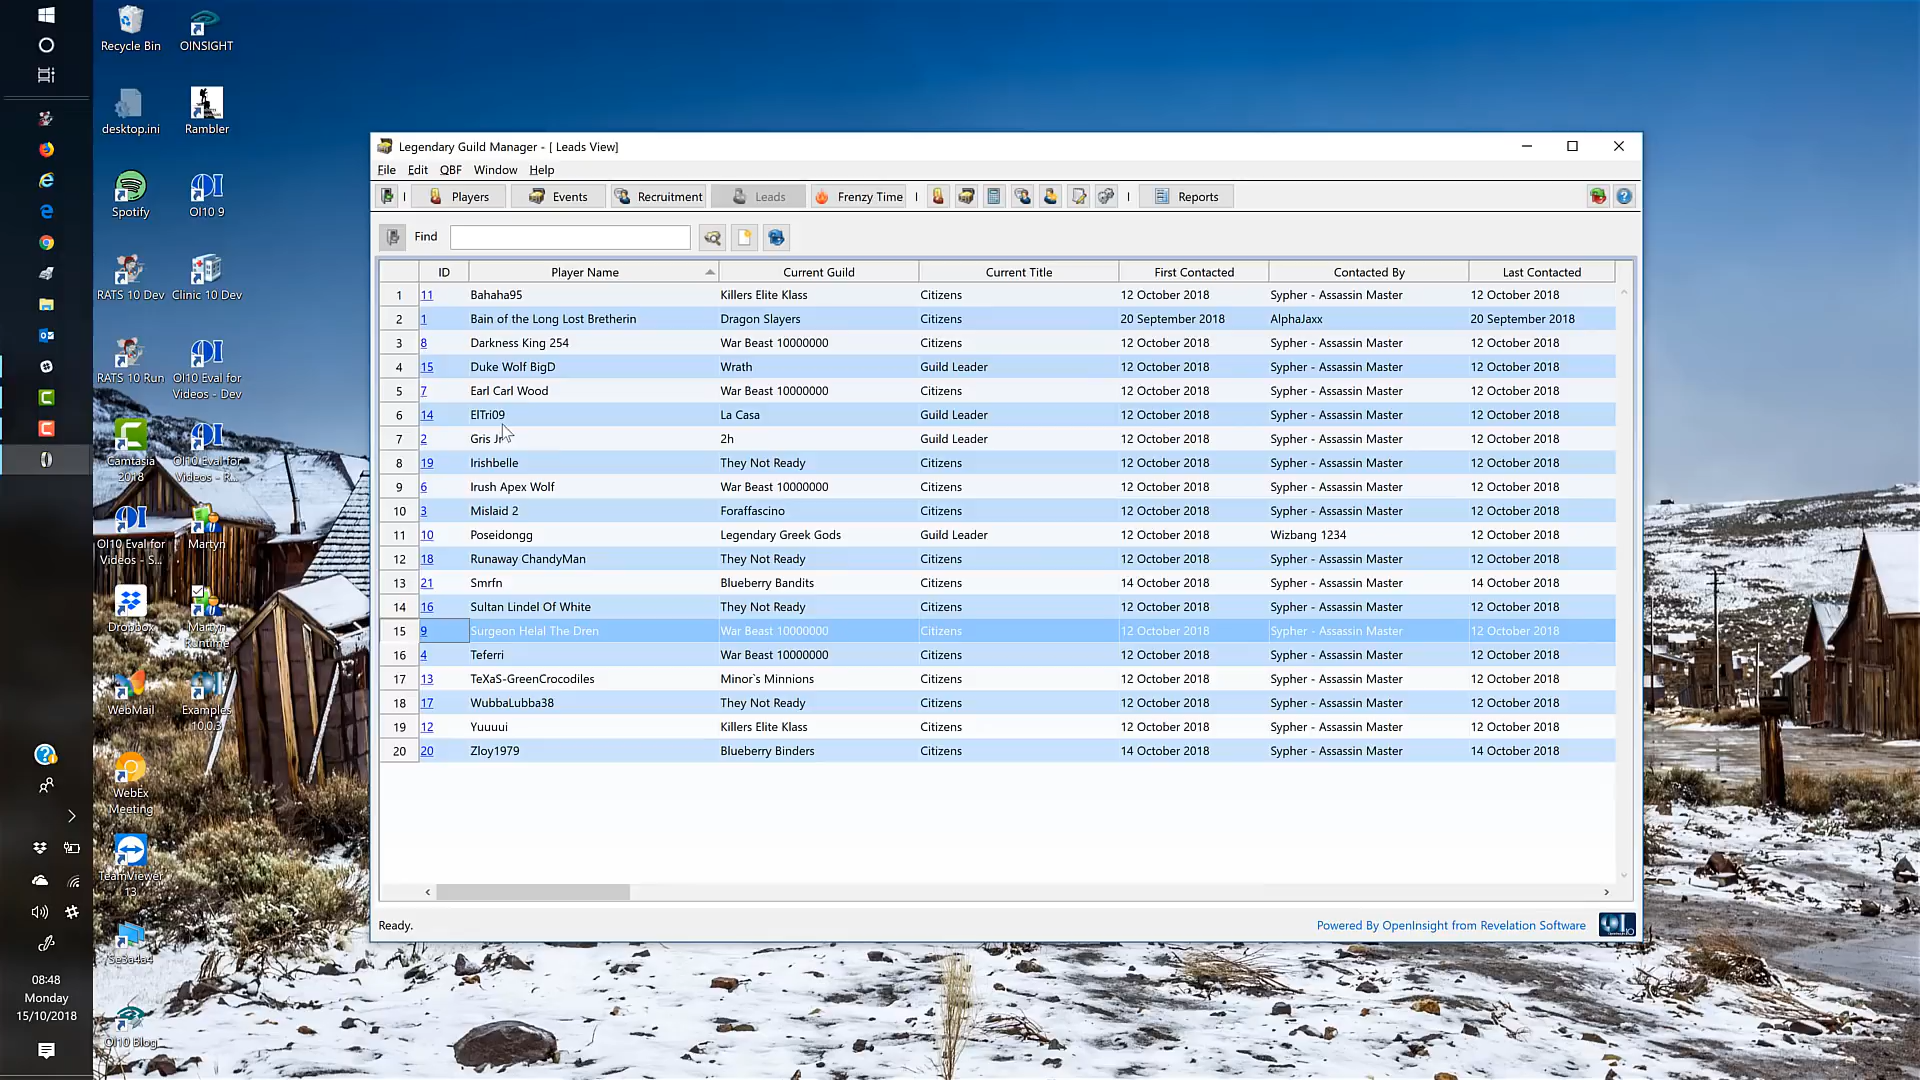 Recycle Bin
OINSIGHT
desktop.ini
Rambler
Spotify
OI10 9
RATS 10 Dev
Clinic 10 Dev
RATS 10 Run
OI10 Eval for
Videos - Dev
Camtasia
2018
OI10 Eval for
Videos - R...
OI10 Eval for
Videos - S...
Martyn
Dropbox
Martyn
Runtime
WebMail
Examples
10.0.3
WebEx
Meeting
TeamViewer
13
Se3a4a4
OI10 Blog
08:48
Monday
15/10/2018
Legendary Guild Manager - [ Leads View]
File Edit QBF Window Help
Players Events Recruitment Leads Frenzy Time Reports
Find
ID Player Name Current Guild Current Title First Contacted Contacted By Last Contacted
1 11 Bahaha95 Killers Elite Klass Citizens 12 October 2018 Sypher - Assassin Master 12 October 2018
2 1 Bain of the Long Lost Bretherin Dragon Slayers Citizens 20 September 2018 AlphaJaxx 20 September 2018
3 8 Darkness King 254 War Beast 10000000 Citizens 12 October 2018 Sypher - Assassin Master 12 October 2018
4 15 Duke Wolf BigD Wrath Guild Leader 12 October 2018 Sypher - Assassin Master 12 October 2018
5 7 Earl Carl Wood War Beast 10000000 Citizens 12 October 2018 Sypher - Assassin Master 12 October 2018
6 14 ElTri09 La Casa Guild Leader 12 October 2018 Sypher - Assassin Master 12 October 2018
7 2 Gris Jr 2h Guild Leader 12 October 2018 Sypher - Assassin Master 12 October 2018
8 19 Irishbelle They Not Ready Citizens 12 October 2018 Sypher - Assassin Master 12 October 2018
9 6 Irush Apex Wolf War Beast 10000000 Citizens 12 October 2018 Sypher - Assassin Master 12 October 2018
10 3 Mislaid 2 Foraffascino Citizens 12 October 2018 Sypher - Assassin Master 12 October 2018
11 10 Poseidongg Legendary Greek Gods Guild Leader 12 October 2018 Wizbang 1234 12 October 2018
12 18 Runaway ChandyMan They Not Ready Citizens 12 October 2018 Sypher - Assassin Master 12 October 2018
13 21 Smrfn Blueberry Bandits Citizens 14 October 2018 Sypher - Assassin Master 14 October 2018
14 16 Sultan Lindel Of White They Not Ready Citizens 12 October 2018 Sypher - Assassin Master 12 October 2018
15 9 Surgeon Helal The Dren War Beast 10000000 Citizens 12 October 2018 Sypher - Assassin Master 12 October 2018
16 4 Teferri War Beast 10000000 Citizens 12 October 2018 Sypher - Assassin Master 12 October 2018
17 13 TeXaS-GreenCrocodiles Minor`s Minnions Citizens 12 October 2018 Sypher - Assassin Master 12 October 2018
18 17 WubbaLubba38 They Not Ready Citizens 12 October 2018 Sypher - Assassin Master 12 October 2018
19 12 Yuuuui Killers Elite Klass Citizens 12 October 2018 Sypher - Assassin Master 12 October 2018
20 20 Zloy1979 Blueberry Binders Citizens 14 October 2018 Sypher - Assassin Master 14 October 2018
Ready.
Powered By OpenInsight from Revelation Software